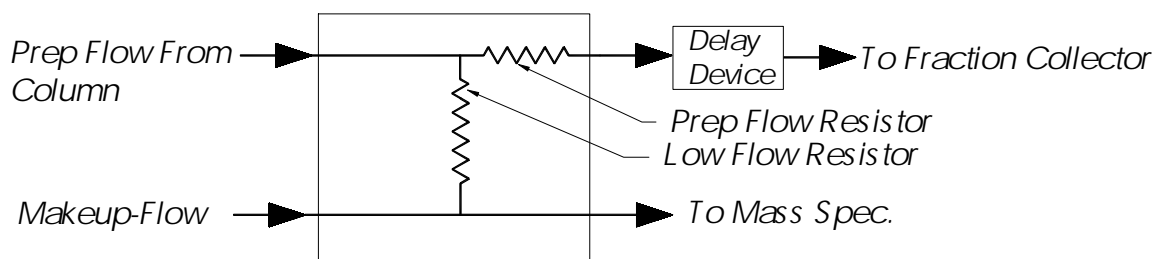 Prep Flow From
Column
Delay
Device
To Fraction Collector
Prep Flow Resistor
Low Flow Resistor
Makeup-Flow
To Mass Spec.